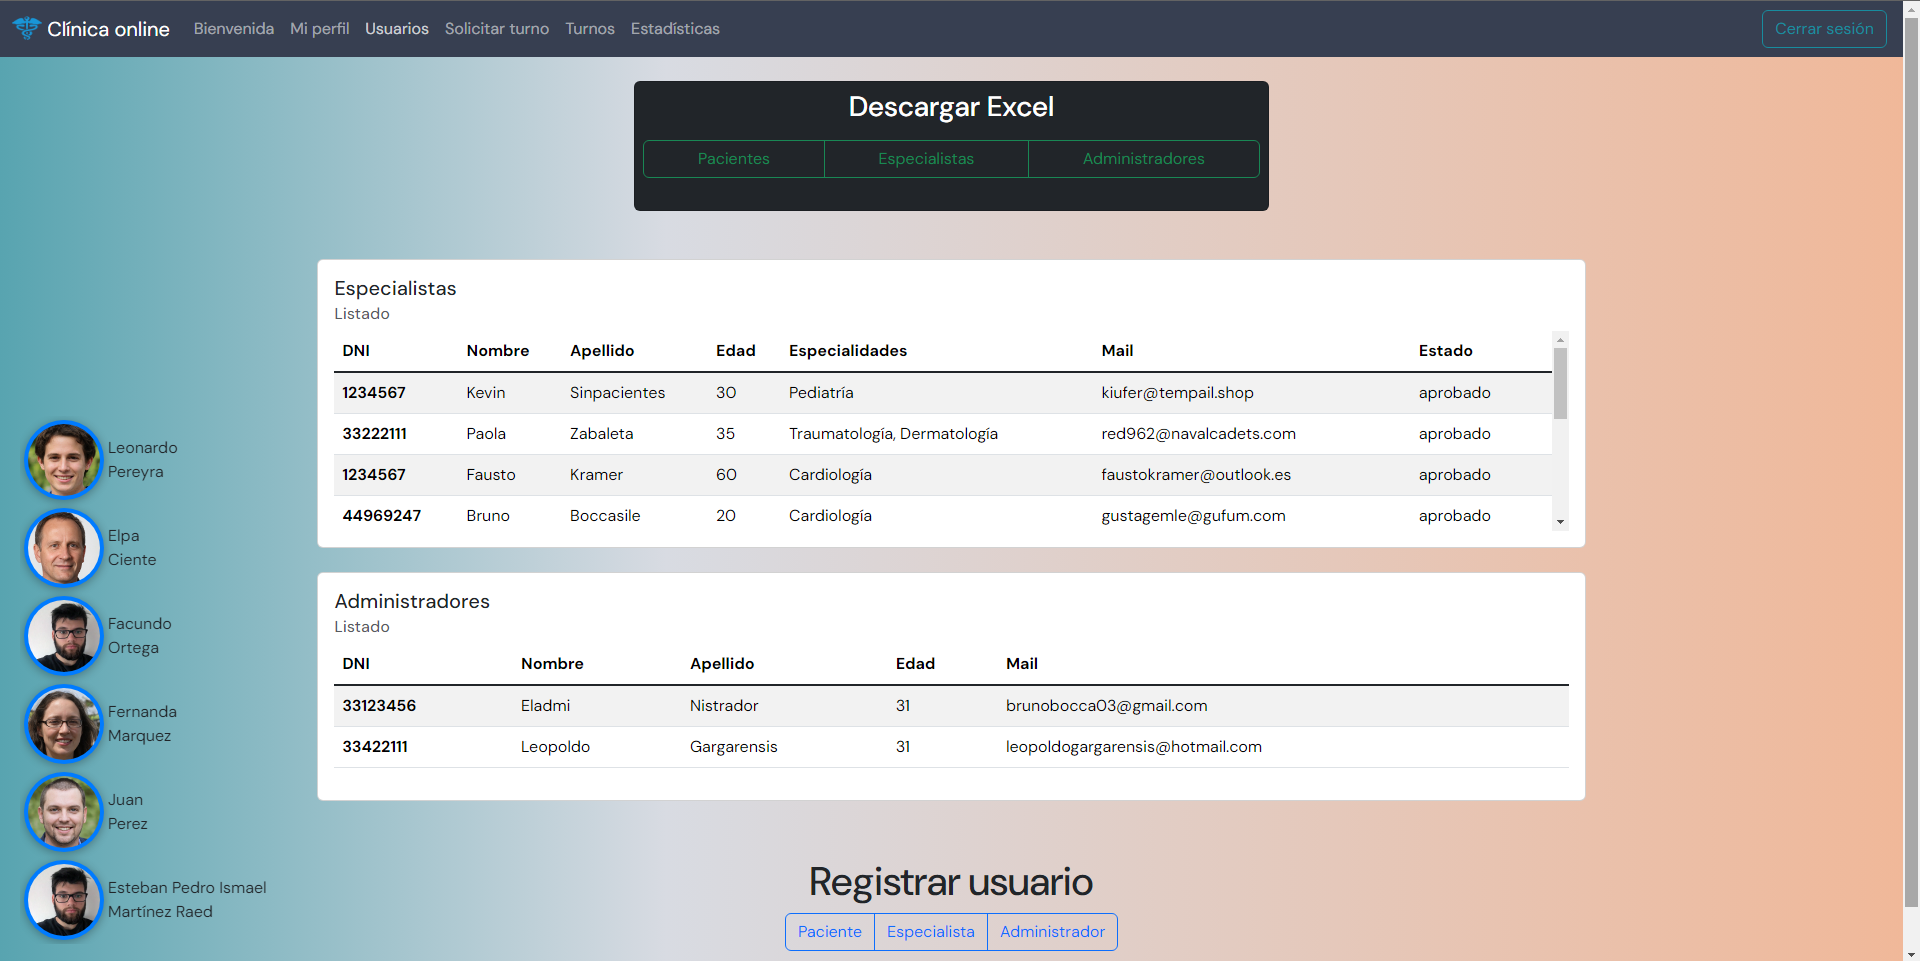 Clínica online Bienvenida Mi perfil Usuarios Solicitar turno Turnos Estadísticas Cerrar sesión
Descargar Excel
Pacientes Especialistas Administradores
Especialistas
Listado
DNI Nombre Apellido Edad Especialidades Mail Estado
1234567 Kevin Sinpacientes 30 Pediatría kiufer@tempail.shop aprobado
33222111 Paola Zabaleta 35 Traumatología, Dermatología red962@navalcadets.com aprobado
1234567 Fausto Kramer 60 Cardiología faustokramer@outlook.es aprobado
44969247 Bruno Boccasile 20 Cardiología gustagemle@gufum.com aprobado
Administradores
Listado
DNI Nombre Apellido Edad Mail
33123456 Eladmi Nistrador 31 brunobocca03@gmail.com
33422111 Leopoldo Gargarensis 31 leopoldogargarensis@hotmail.com
Leonardo
Pereyra
Elpa
Ciente
Facundo
Ortega
Fernanda
Marquez
Juan
Perez
Esteban Pedro Ismael
Martínez Raed
Registrar usuario
Paciente Especialista Administrador